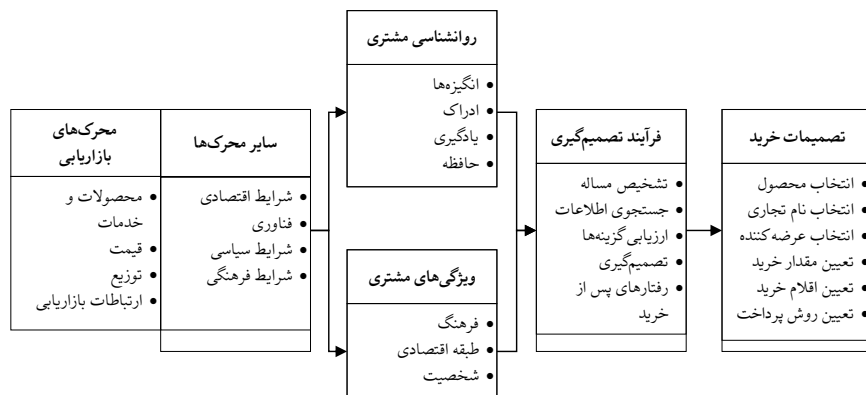 محرک‌های
بازاریابی
محصولات و
خدمات
قیمت
توزیع
ارتباطات بازاریابی
سایر محرک‌ها
شرایط اقتصادی
فناوری
شرایط سیاسی
شرایط فرهنگی
روانشناسی مشتری
انگیزه‌ها
ادراک
یادگیری
حافظه
ویژگی‌های مشتری
فرهنگ
طبقه اقتصادی
شخصیت
فرآیند تصمیم‌گیری
تشخیص مساله
جستجوی اطلاعات
ارزیابی گزینه‌ها
تصمیم‌گیری
رفتارهای پس از
خرید
تصمیمات خرید
انتخاب محصول
انتخاب نام تجاری
انتخاب عرضه کننده
تعیین مقدار خرید
تعیین اقلام خرید
تعیین روش پرداخت